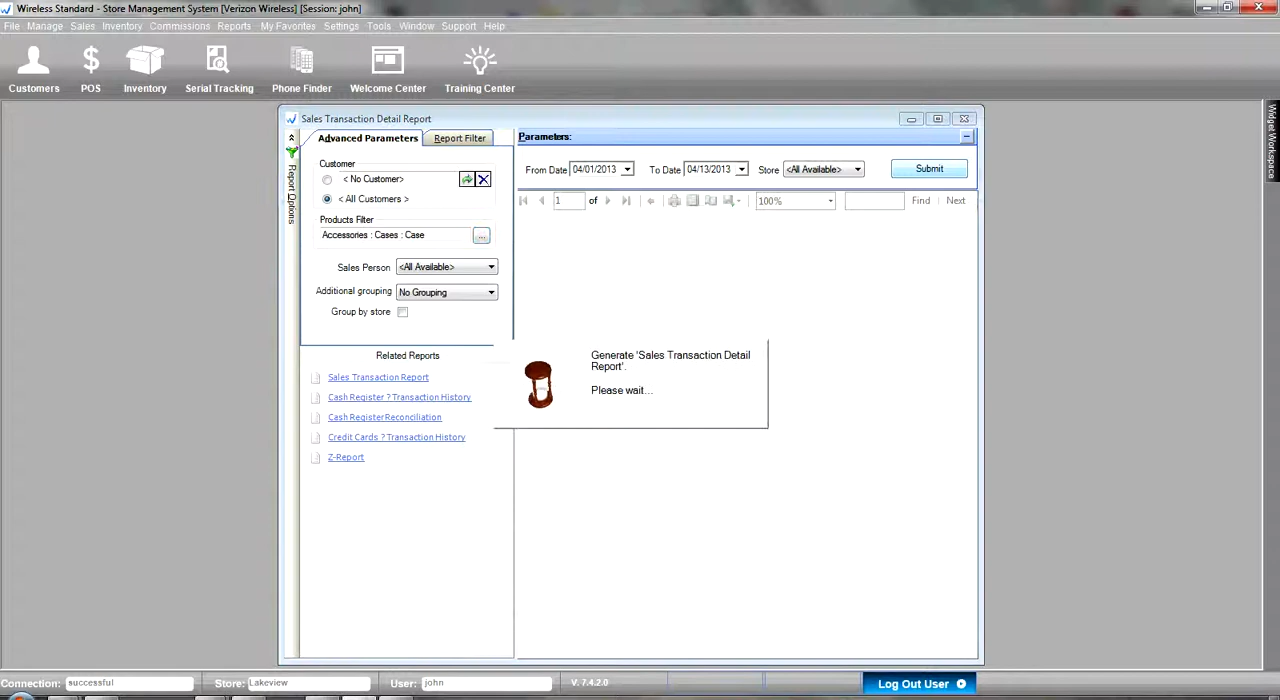 Wireless Standard - Store Management System [Verizon Wireless] [Session: john]
File Manage Sales Inventory Commissions Reports My Favorites Settings Tools Window Support Help
Customers POS Inventory Serial Tracking Phone Finder Welcome Center Training Center
WidgetWorkspace
Sales Transaction Detail Report
Advanced Parameters Report Filter
Report Options
Customer
< No Customer>
< All Customers >
Products Filter
Accessories : Cases : Case ...
Sales Person <All Available>
Additional grouping No Grouping
Group by store
Related Reports
Sales Transaction Report
Cash Register ? Transaction History
Cash Register Reconciliation
Credit Cards ? Transaction History
Z-Report
Parameters:
From Date 04/01/2013 To Date 04/13/2013 Store <All Available> Submit
1 of 100% Find Next
Generate 'Sales Transaction Detail
Report'.
Please wait...
Connection: successful Store: Lakeview User: john V. 7.4.2.0 Log Out User